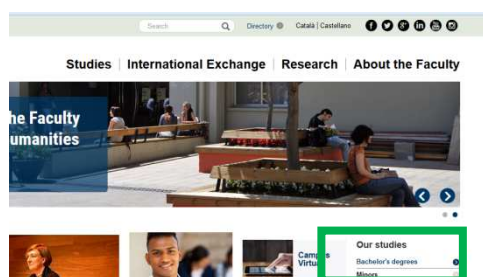 Search
Directory
Català | Castellano
Studies | International Exchange | Research | About the Faculty
he Faculty
umanities
Campus
Virtu
Our studies
Bachelor's degrees
Minors